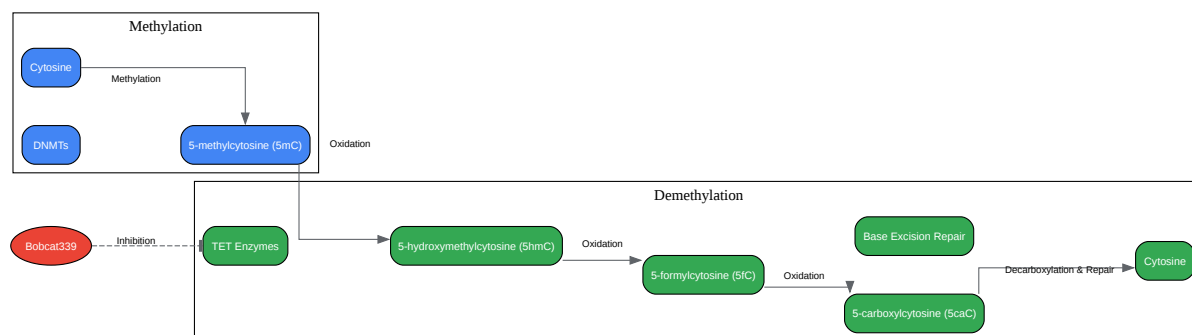 Methylation
Cytosine
Methylation
DNMTs
5-methylcytosine (5mC)
Oxidation
Demethylation
Bobcat339
Inhibition
TET Enzymes
5-hydroxymethylcytosine (5hmC)
Oxidation
5-formylcytosine (5fC)
Oxidation
Base Excision Repair
5-carboxylcytosine (5caC)
Decarboxylation & Repair
Cytosine